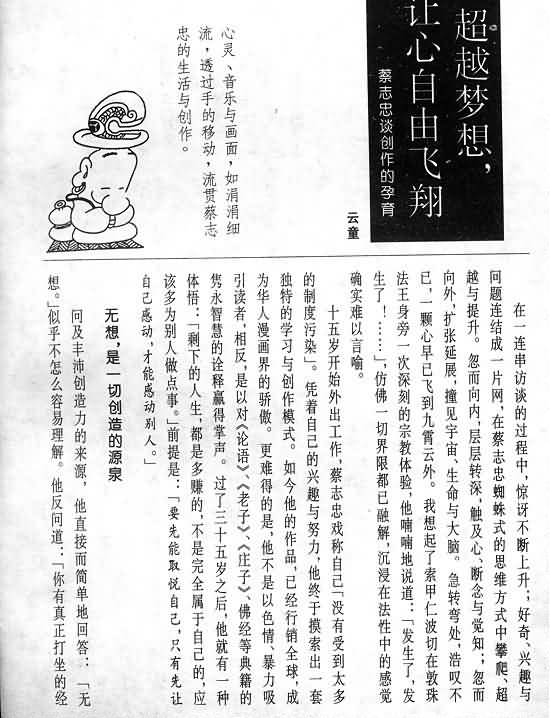 超越梦想，
让心自由飞翔
蔡志忠谈创作的孕育
云童
心灵、音乐与画面，如涓涓细
流，透过手的移动，流贯蔡志
忠的生活与创作。
在一连串访谈的过程中，惊讶不断上升；好奇、兴趣与
问题连结成一片网，在蔡志忠蜘蛛式的思维方式中攀爬、超
越与提升。忽而向内，层层转深，触及心、断念与觉知；忽而
向外，扩张延展，撞见宇宙、生命与大脑。急转弯处，浩叹不
已，一颗心早已飞到九霄云外。我想起了索甲仁波切在敦珠
法王身旁一次深刻的宗教体验，他喃喃地说道：「发生了，发
生了！……」，仿佛一切界限都已融解，沉浸在法性中的感觉
确实难以言喻。
十五岁开始外出工作，蔡志忠戏称自己「没有受到太多
的制度污染」。凭着自己的兴趣与努力，他终于摸索出一套
独特的学习与创作模式。如今他的作品，已经行销全球，成
为华人漫画界的骄傲。更难得的是，他不是以色情、暴力吸
引读者，相反，是以对《论语》、《老子》、《庄子》、佛经等典籍的
隽永智慧的诠释赢得掌声。过了三十五岁之后，他就有一种
体悟：「剩下的人生，都是多赚的，不是完全属于自己的，应
该多为别人做点事。」前提是：「要先能取悦自己，只有先让
自己感动，才能感动别人。」
无想，是一切创造的源泉
问及丰沛创造力的来源，他直接而简单地回答：「无
想。」似乎不怎么容易理解。他反问道：「你有真正打坐的经